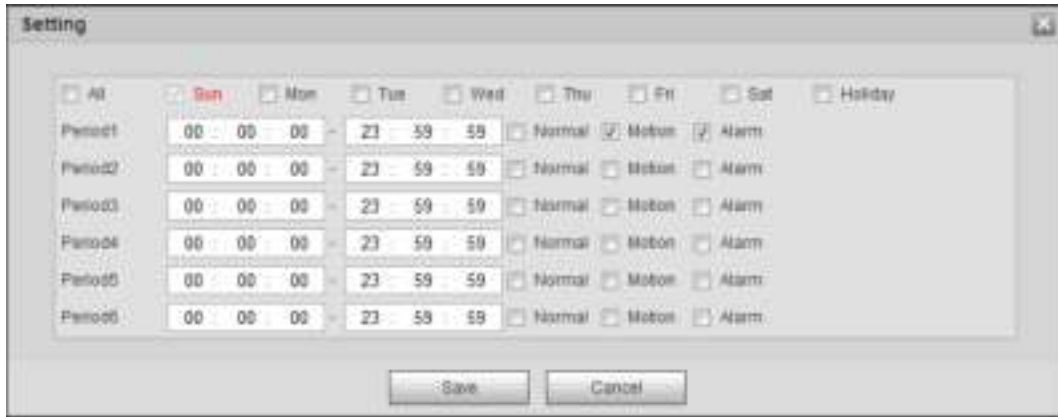 Setting
All Sun Mon Tue Wed Thu Fri Sat Holiday
Period1 00 : 00 : 00 - 23 : 59 : 59 Normal Motion Alarm
Period2 00 : 00 : 00 - 23 : 59 : 59 Normal Motion Alarm
Period3 00 : 00 : 00 - 23 : 59 : 59 Normal Motion Alarm
Period4 00 : 00 : 00 - 23 : 59 : 59 Normal Motion Alarm
Period5 00 : 00 : 00 - 23 : 59 : 59 Normal Motion Alarm
Period6 00 : 00 : 00 - 23 : 59 : 59 Normal Motion Alarm
Save Cancel